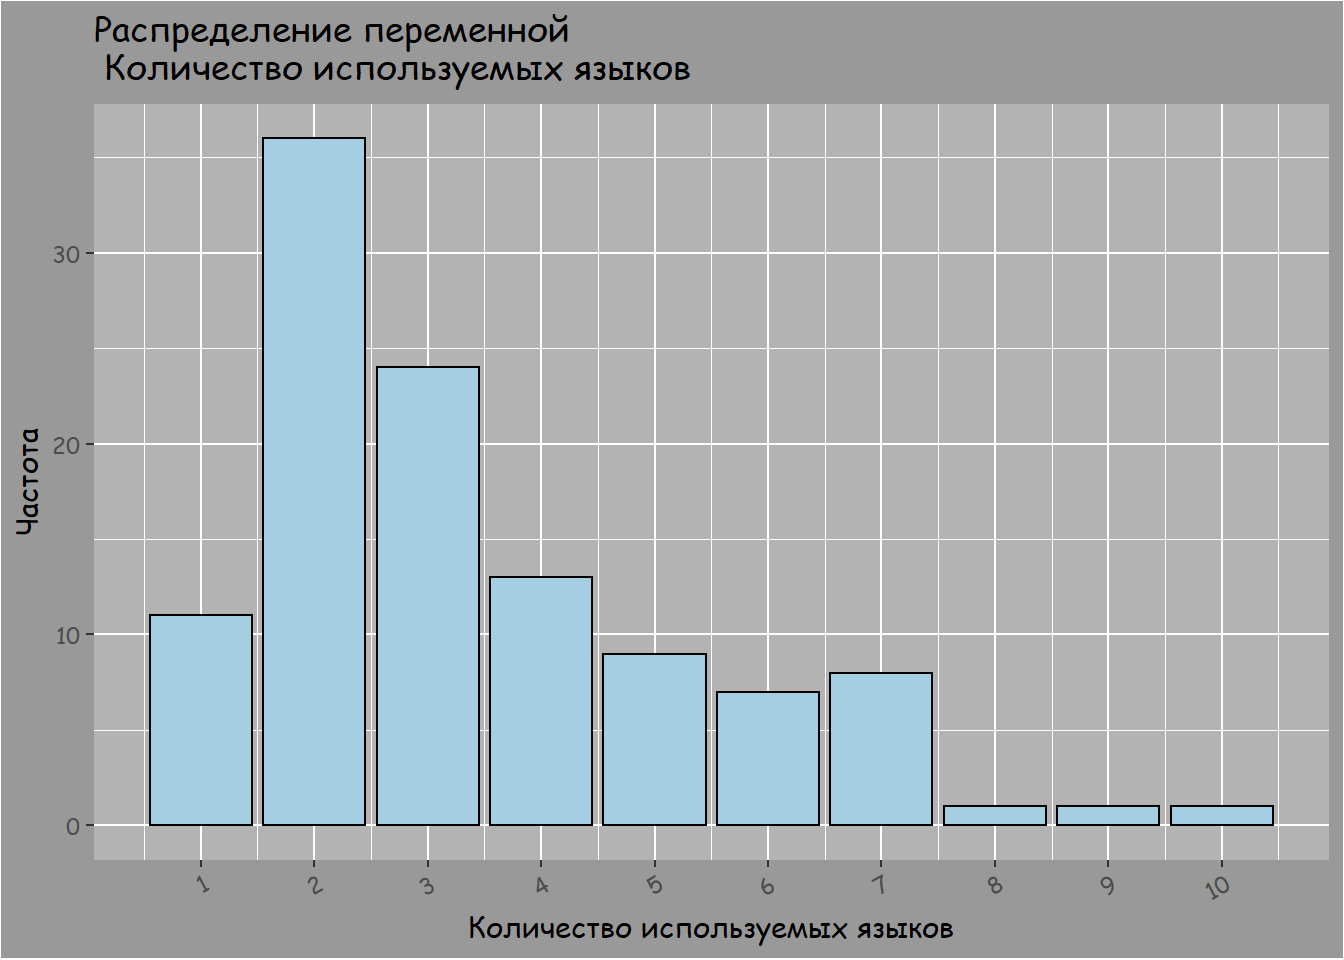 Распределение переменной
Количество используемых языков
Частота
30
20
10
0
1 2 3 4 5 6 7 8 9 10
Количество используемых языков